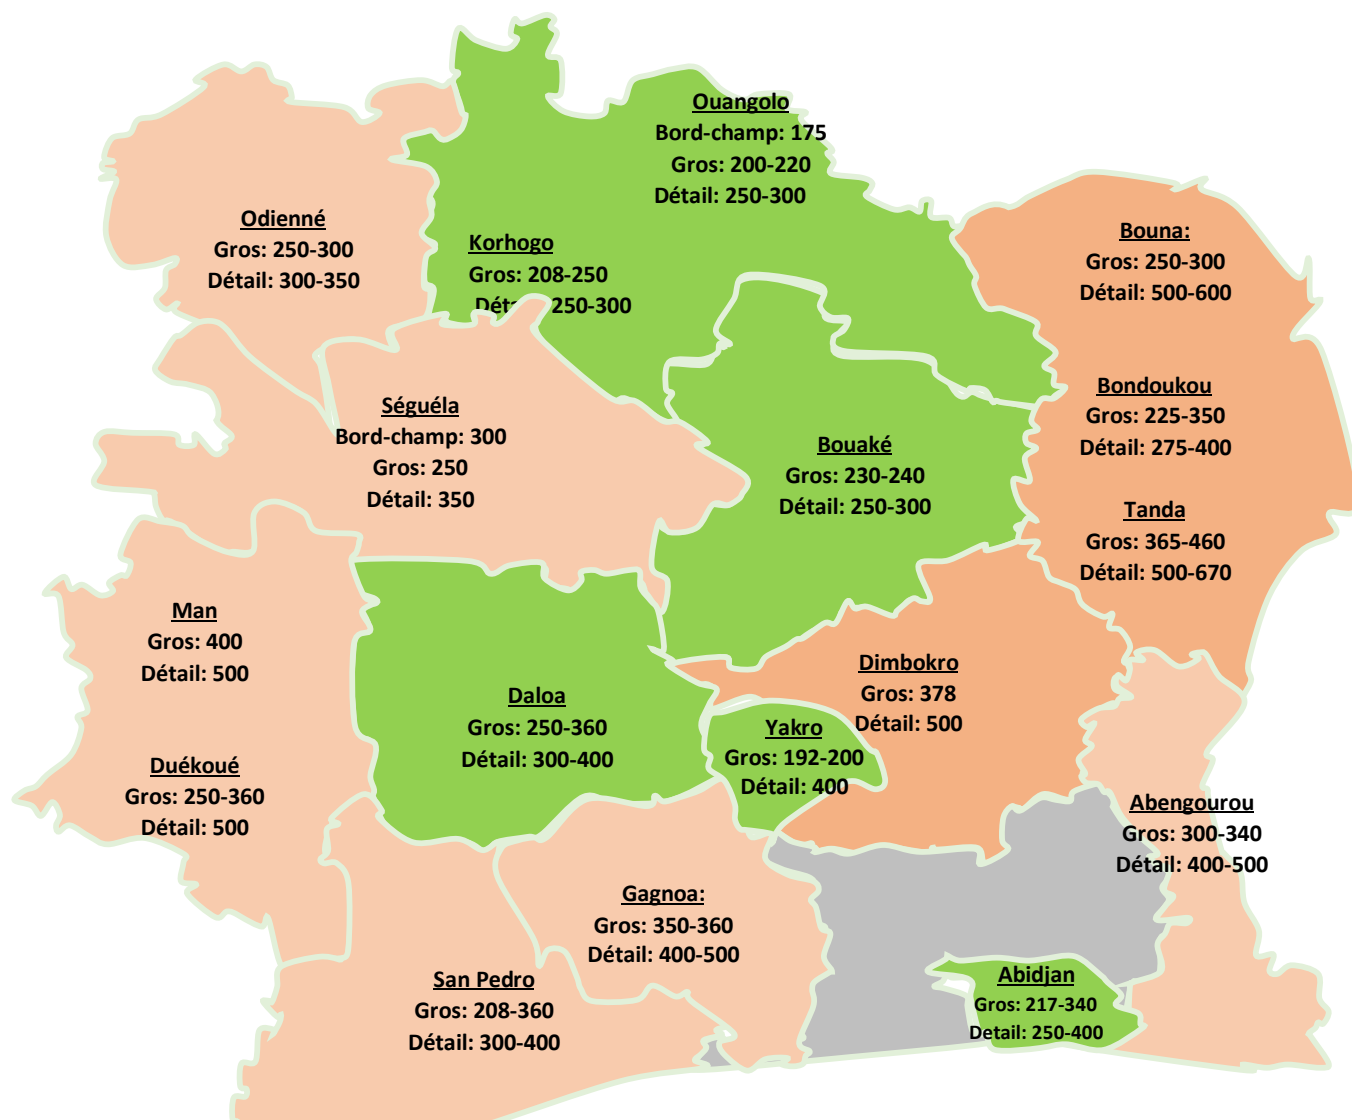 Ouangolo
Bord-champ: 175
Gros: 200-220
Détail: 250-300
Odienné
Gros: 250-300
Détail: 300-350
Korhogo
Gros: 208-250
250-300
Bouna:
Gros: 250-300
Détail: 500-600
Séguéla
Bord-champ: 300
Gros: 250
Détail: 350
Bouaké
Gros: 230-240
Détail: 250-300
Bondoukou
Gros: 225-350
Détail: 275-400
Tanda
Gros: 365-460
Détail: 500-670
Man
Gros: 400
Détail: 500
Duékoué
Gros: 250-360
Détail: 500
Daloa
Gros: 250-360
Détail: 300-400
Dimbokro
Gros: 378
Détail: 500
Yakro
Gros: 192-200
Détail: 400
Abengourou
Gros: 300-340
Détail: 400-500
Gagnoa:
Gros: 350-360
Détail: 400-500
San Pedro
Gros: 208-360
Détail: 300-400
Abidjan
Gros: 217-340
Detail: 250-400